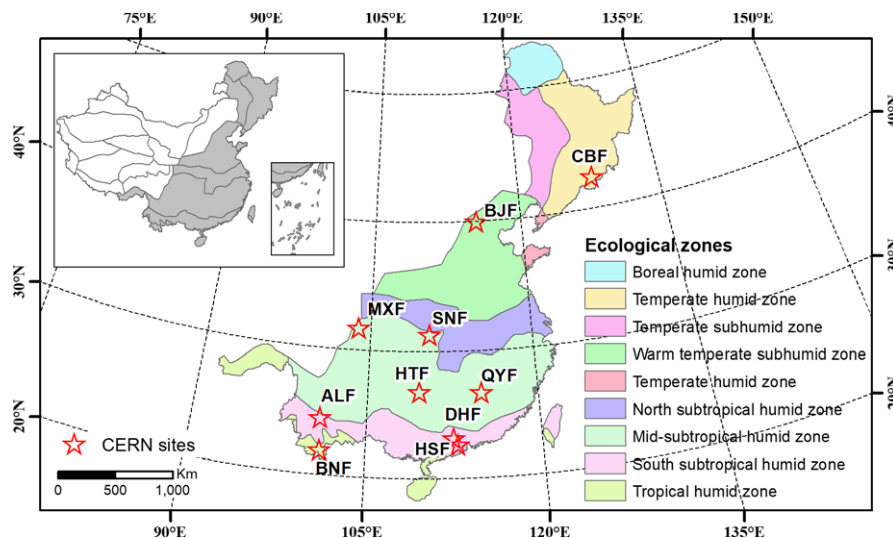 75°E 90°E 105°E 120°E 135°E 150°E
40°N
30°N
20°N
40°N
30°N
20°N
CBF
BJF
MXF
SNF
HTF
QYF
ALF
DHF
HSF
BNF
Ecological zones
Boreal humid zone
Temperate humid zone
Temperate subhumid zone
Warm temperate subhumid zone
Temperate humid zone
North subtropical humid zone
Mid-subtropical humid zone
South subtropical humid zone
Tropical humid zone
CERN sites
Km
0 500 1,000
90°E 105°E 120°E 135°E